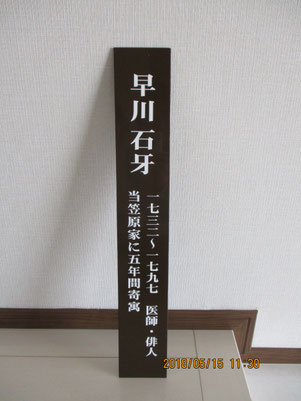 早川石牙
一七三二〜一七九七 医師・俳人
当笠原家に五年間寄寓
2018/05/15 11:30